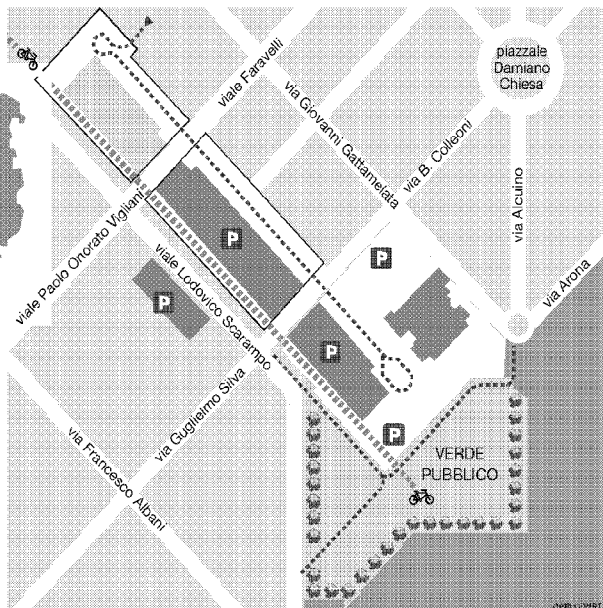 piazzale
Damiano
Chiesa
viale Faravelli
via Giovanni Gattamelata
via B. Colleoni
via Alcuino
viale Paolo Onorato Vigliani
P
P
via Arona
viale Lodovico Scarampo
P
P
via Guglielmo Silva
P
via Francesco Albani
VERDE
PUBBLICO